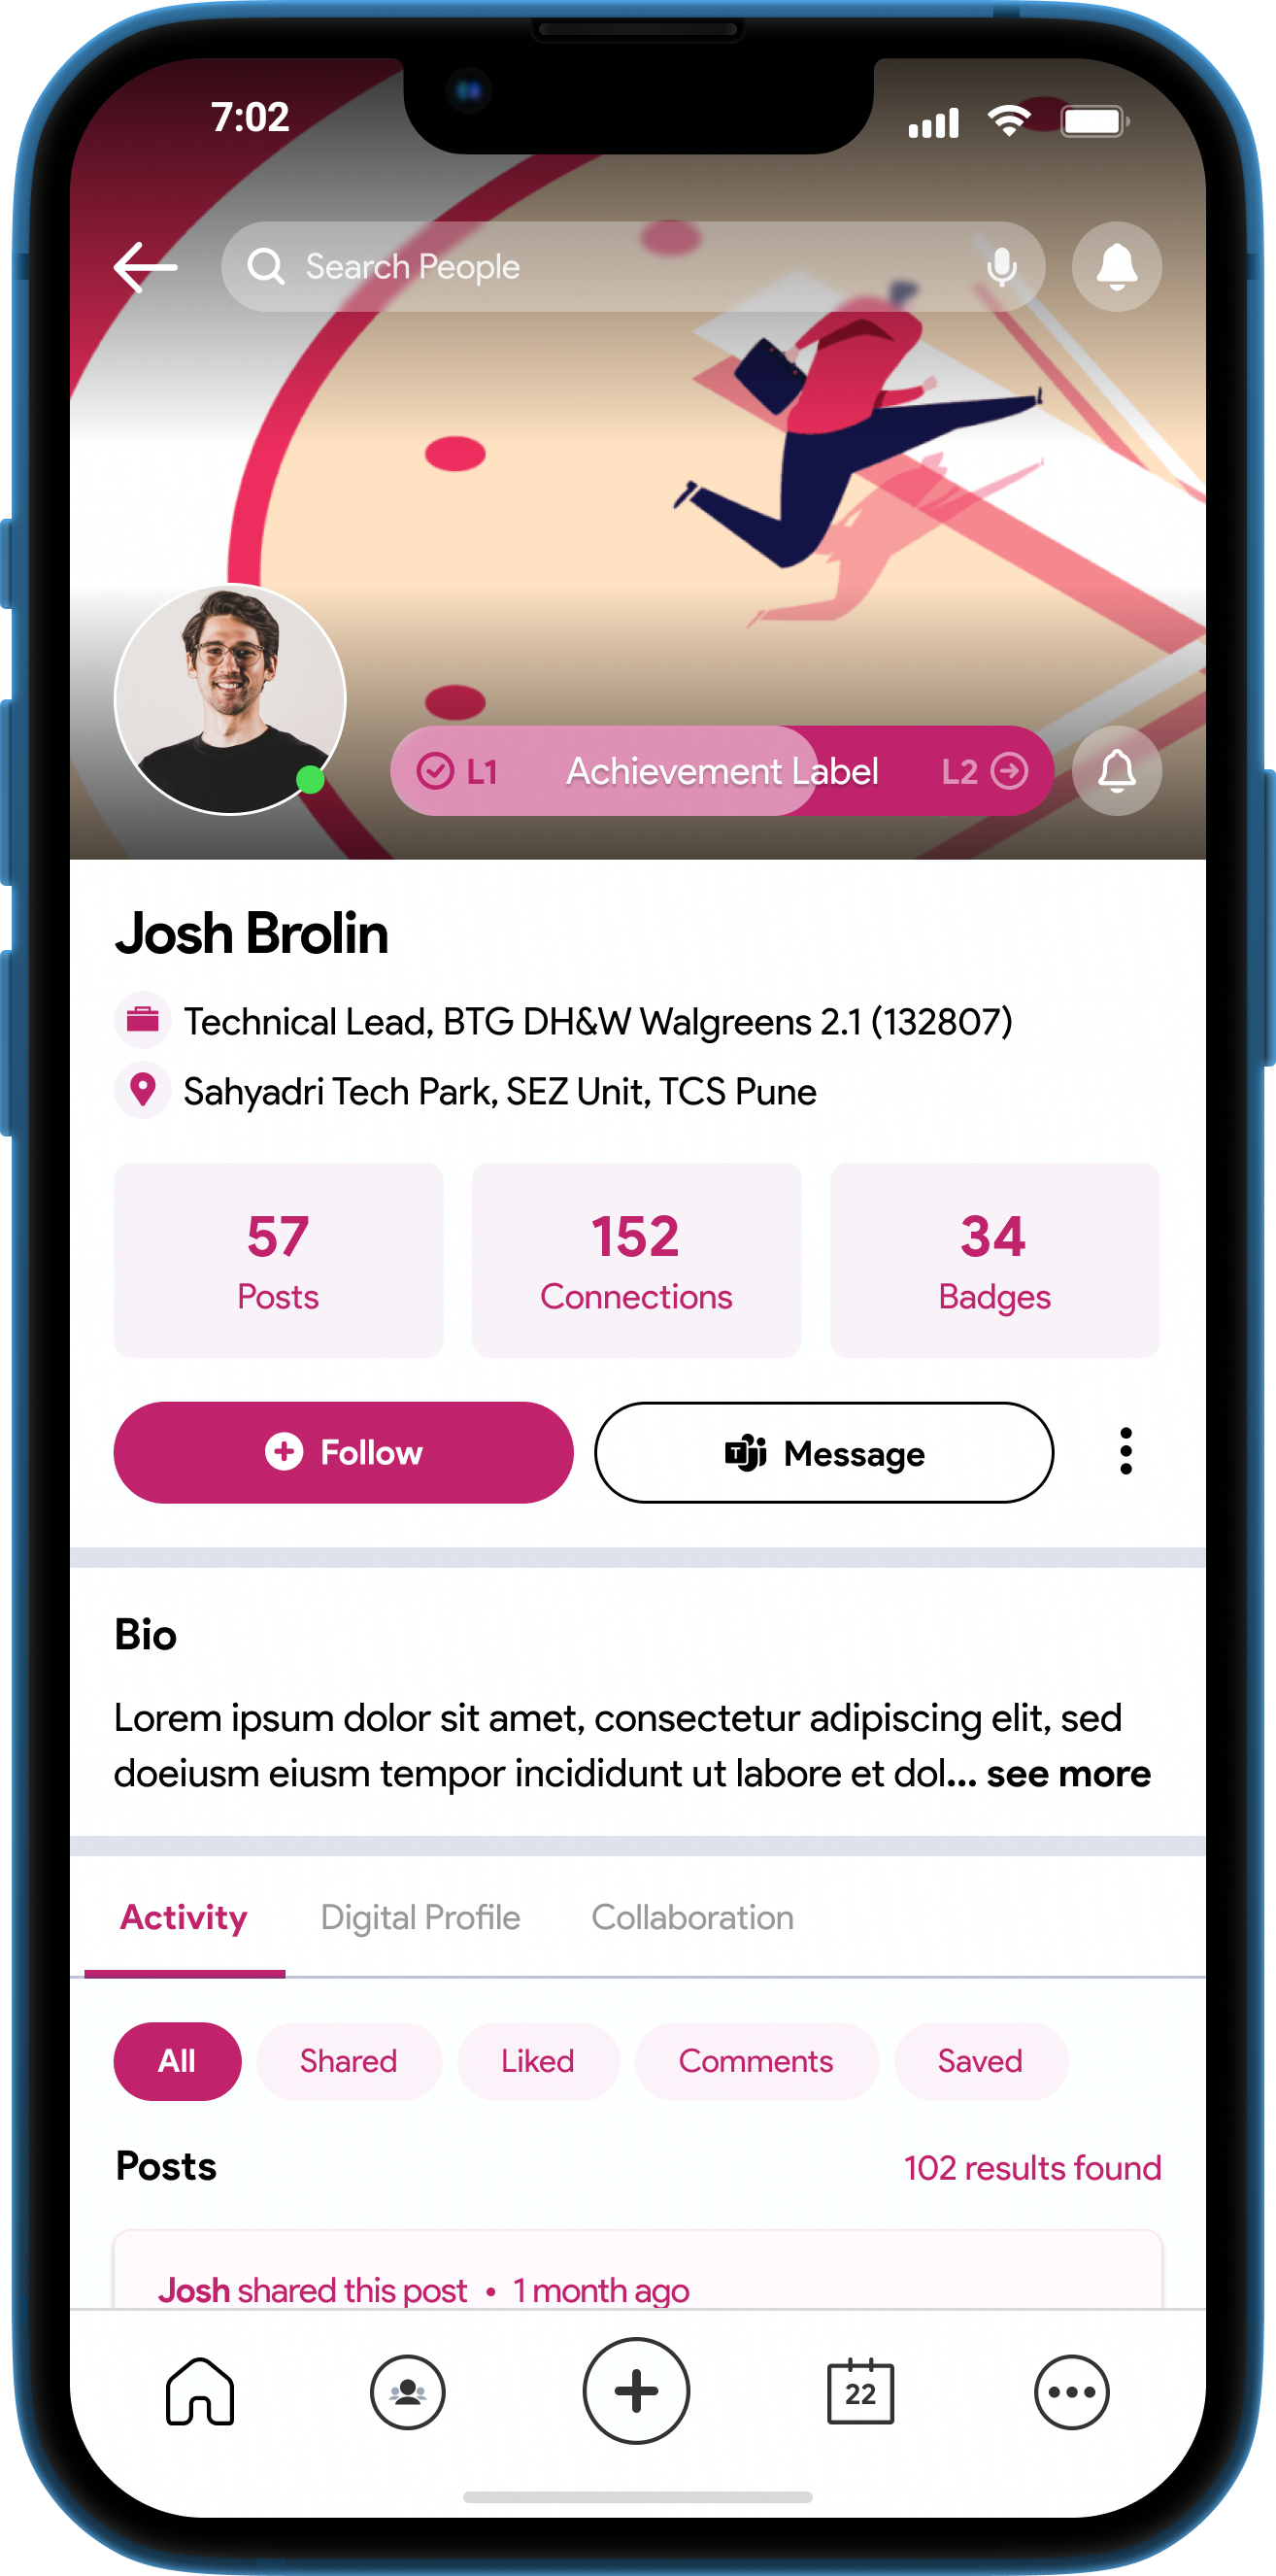 7:02
Search People
L1 Achievement Label L2
Josh Brolin
Technical Lead, BTG DH&W Walgreens 2.1 (132807)
Sahyadri Tech Park, SEZ Unit, TCS Pune
57 152 34
Posts Connections Badges
Follow T Message
Bio
Lorem ipsum dolor sit amet, consectetur adipiscing elit, sed
doeiusm eiusm tempor incididunt ut labore et dol... see more
Activity Digital Profile Collaboration
All Shared Liked Comments Saved
Posts 102 results found
Josh shared this post • 1 month ago
22